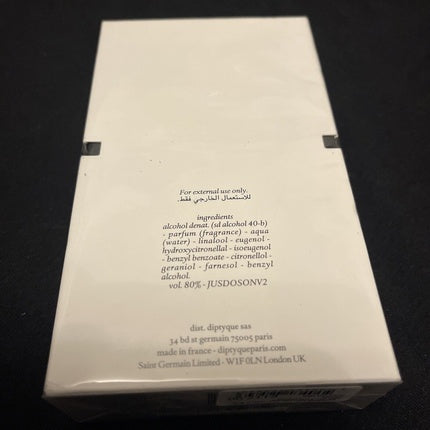 For external use only.
للاستعمال الخارجي فقط.
ingredients
alcohol denat. (sd alcohol 40-b)
- parfum (fragrance) - aqua
(water) - linalool - eugenol -
hydroxycitronellal - isoeugenol
- benzyl benzoate - citronellol -
geraniol - farnesol - benzyl
alcohol.
vol. 80% - JUSDOSONV2
dist. diptyque sas
34 bd st germain 75005 paris
made in france - diptyqueparis.com
Saint Germain Limited - W1F 0LN London UK